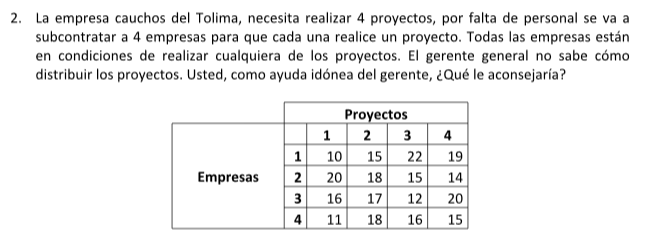 2. La empresa cauchos del Tolima, necesita realizar 4 proyectos, por falta de personal se va a
subcontratar a 4 empresas para que cada una realice un proyecto. Todas las empresas están
en condiciones de realizar cualquiera de los proyectos. El gerente general no sabe cómo
distribuir los proyectos. Usted, como ayuda idónea del gerente, ¿Qué le aconsejaría?
Proyectos
1 2 3 4
1 10 15 22 19
Empresas 2 20 18 15 14
3 16 17 12 20
4 11 18 16 15